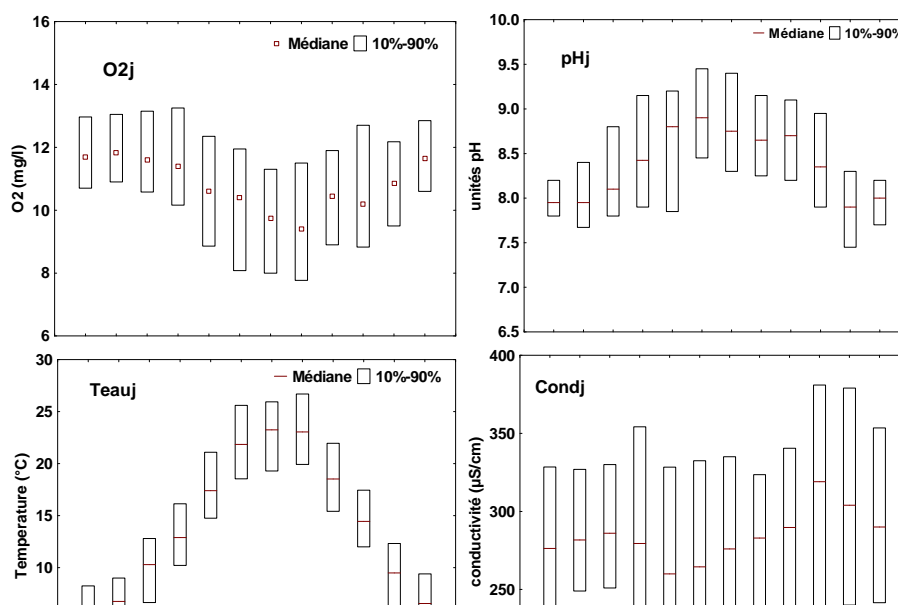 16
14
12
10
8
6
O2 (mg/l)
O2j
Médiane 10%-90%
10.0
9.5
9.0
8.5
8.0
7.5
7.0
6.5
unités pH
pHj
Médiane 10%-90%
30
25
20
15
10
Temperature (°C)
Teauj
Médiane 10%-90%
400
350
300
250
conductivité (µS/cm)
Condj